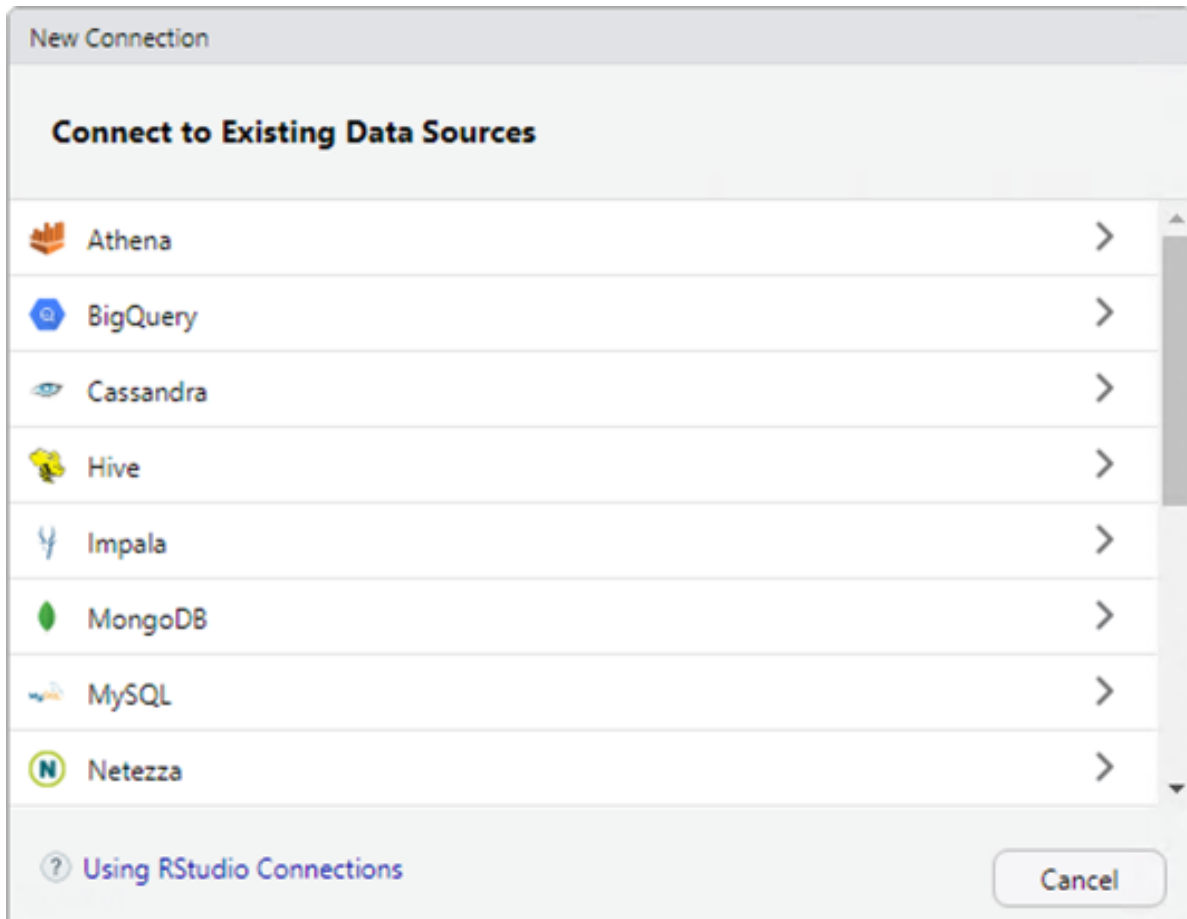 New Connection
Connect to Existing Data Sources
Athena
BigQuery
Cassandra
Hive
Impala
MongoDB
MySQL
N Netezza
? Using RStudio Connections
Cancel